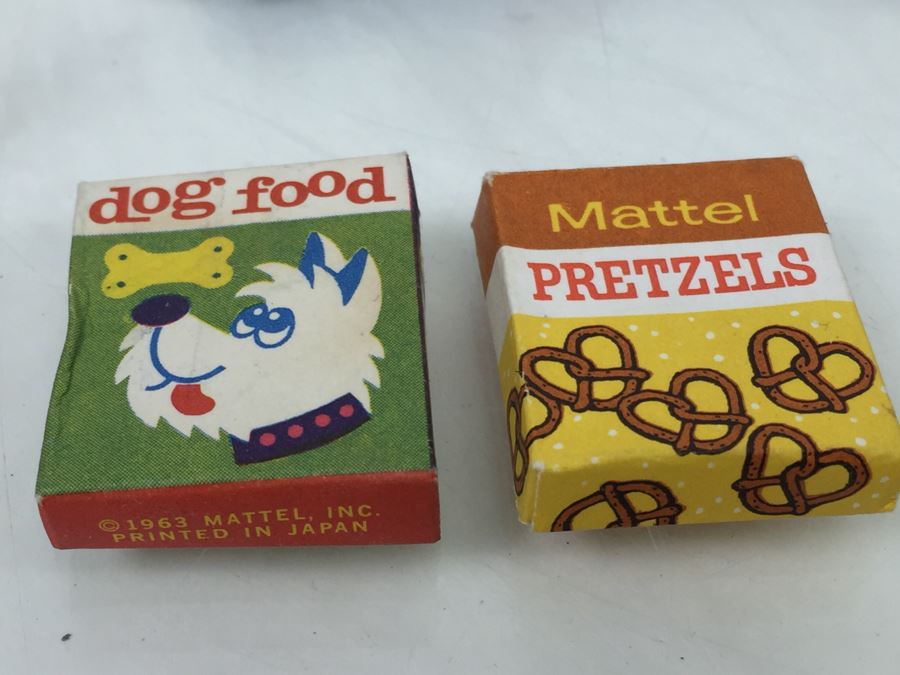 dog food
© 1963 MATTEL, INC.
PRINTED IN JAPAN
Mattel
PRETZELS